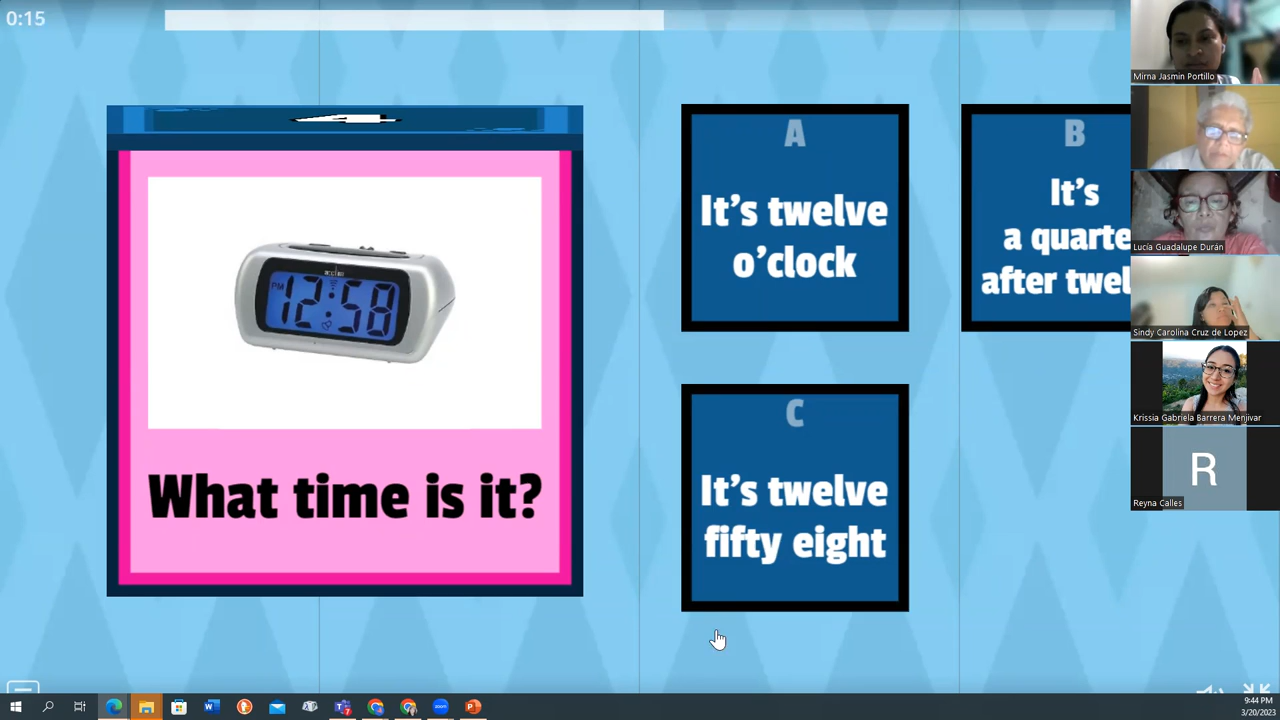 0:15
PM 12:58
What time is it?
A
It's twelve
o'clock
B
It's
a quarte
after twel
C
It's twelve
fifty eight
Mirna Jasmin Portillo
Lucía Guadalupe Durán
Sindy Carolina Cruz de Lopez
Krissia Gabriela Barrera Menjivar
R
Reyna Calles
9:44 PM
3/20/2023